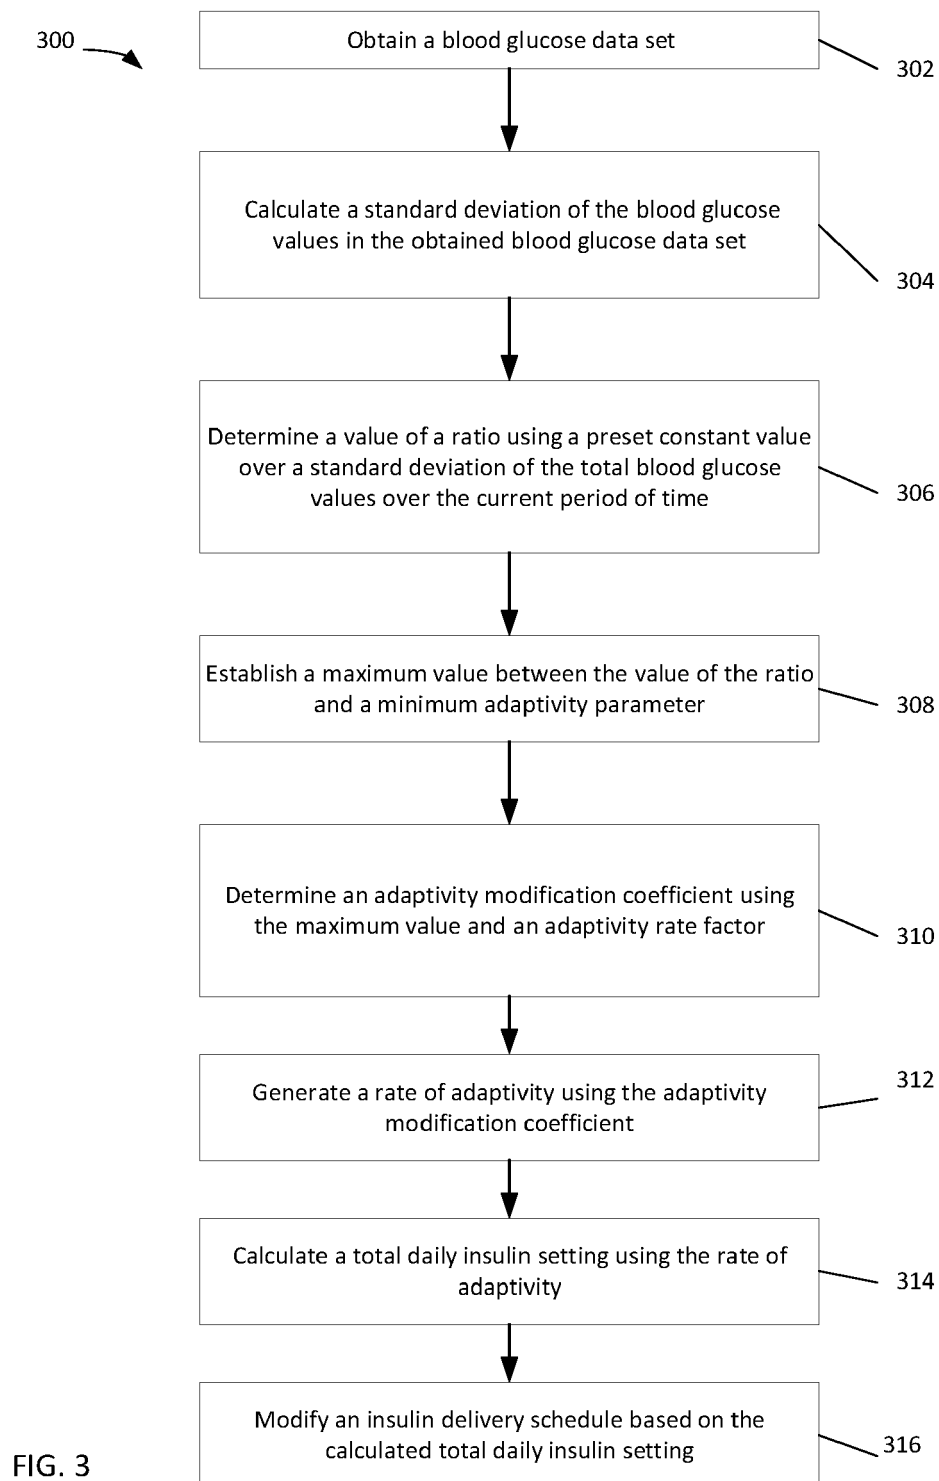 300
Obtain a blood glucose data set
302
Calculate a standard deviation of the blood glucose
values in the obtained blood glucose data set
304
Determine a value of a ratio using a preset constant value
over a standard deviation of the total blood glucose
values over the current period of time
306
Establish a maximum value between the value of the ratio
and a minimum adaptivity parameter
308
Determine an adaptivity modification coefficient using
the maximum value and an adaptivity rate factor
310
Generate a rate of adaptivity using the adaptivity
modification coefficient
312
Calculate a total daily insulin setting using the rate of
adaptivity
314
Modify an insulin delivery schedule based on the
calculated total daily insulin setting
316
FIG. 3